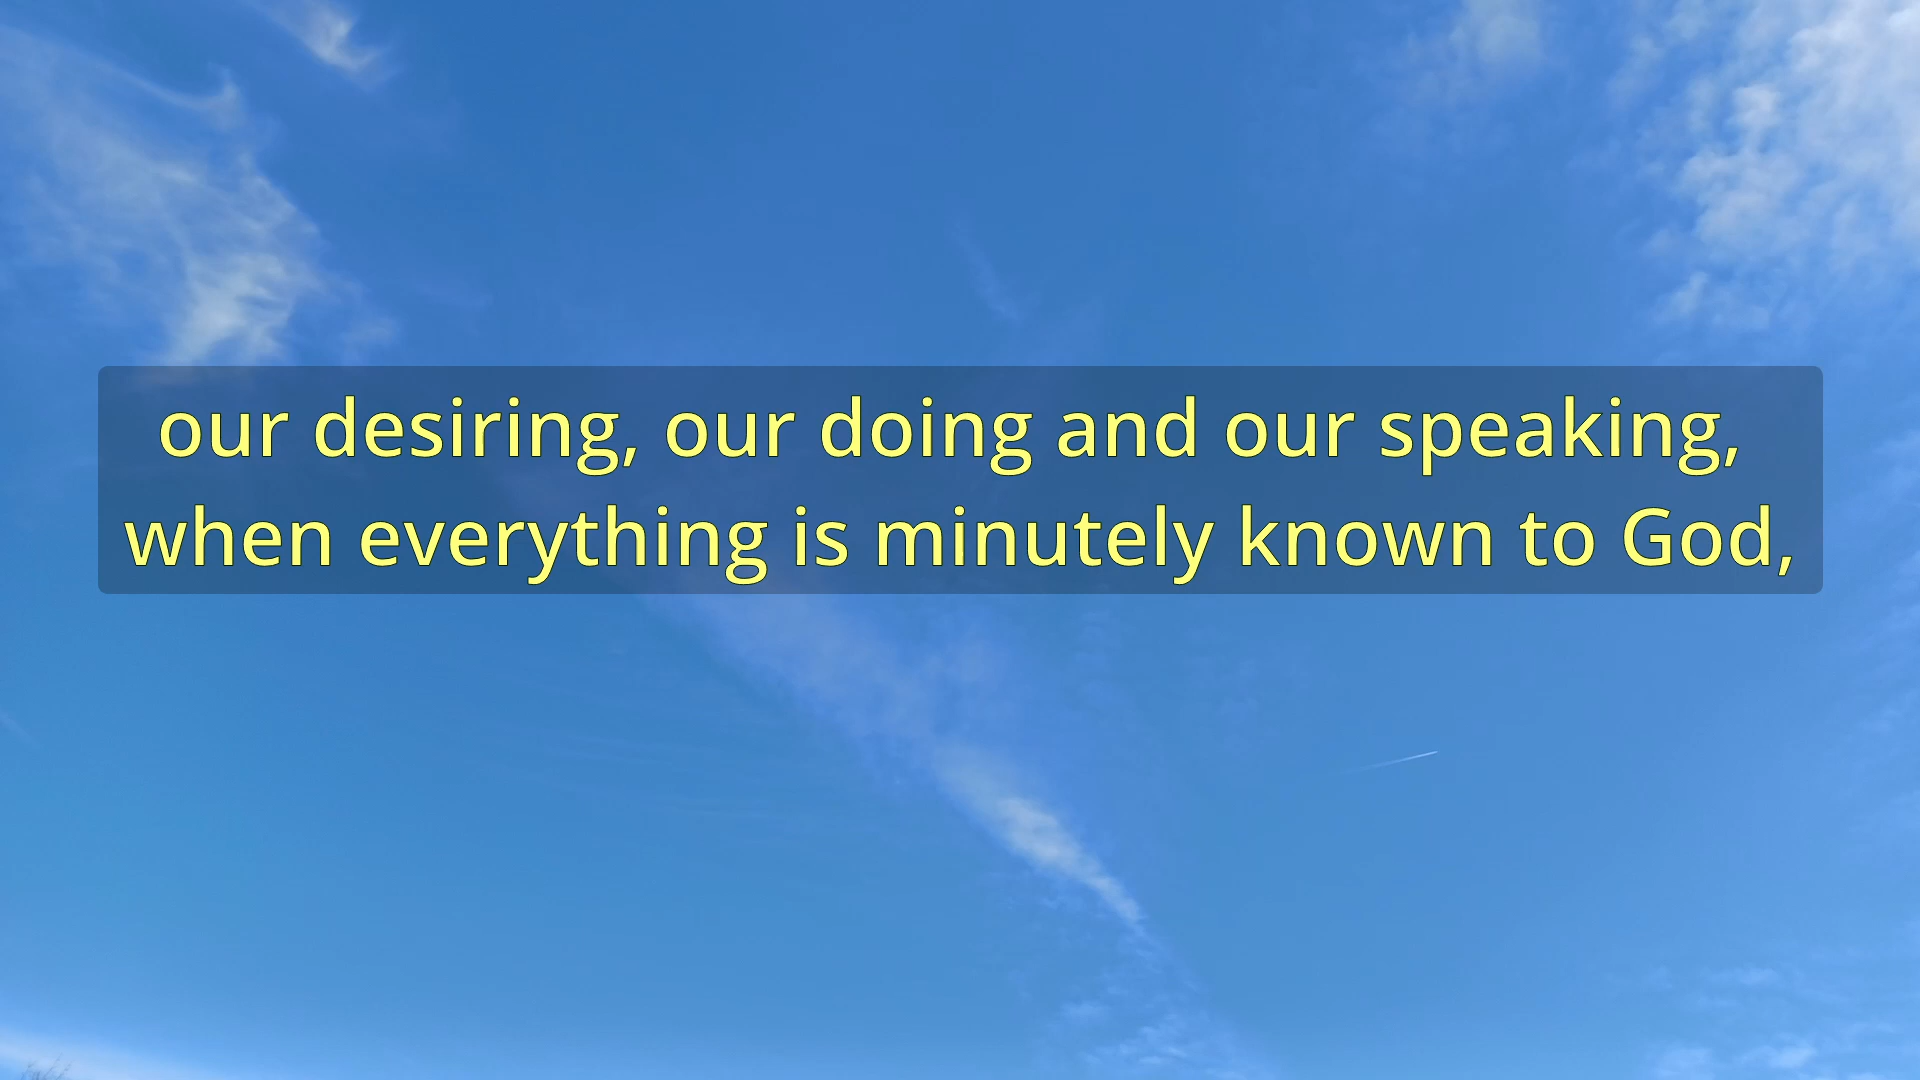 our desiring, our doing and our speaking,
when everything is minutely known to God,